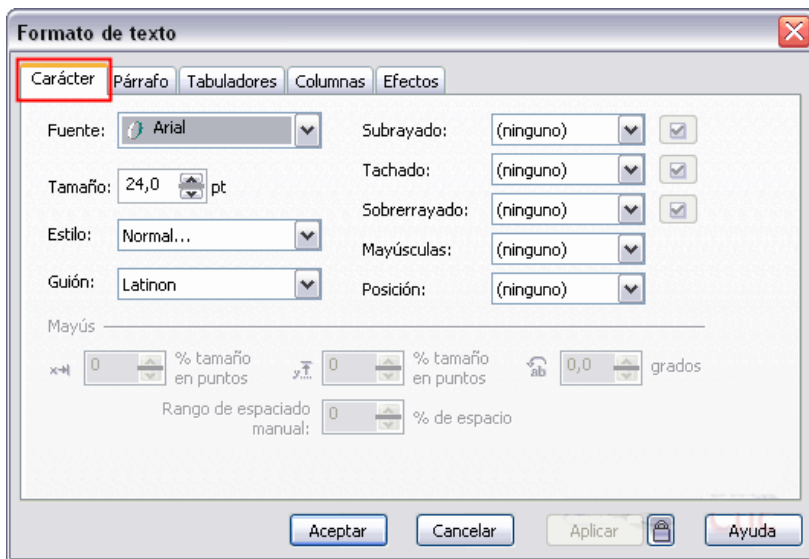 Formato de texto
Carácter Párrafo Tabuladores Columnas Efectos
Fuente: Arial
Subrayado: (ninguno)
Tamaño: 24,0 pt
Tachado: (ninguno)
Sobrerrayado: (ninguno)
Estilo: Normal...
Mayúsculas: (ninguno)
Guión: Latinon
Posición: (ninguno)
Mayús
x 0 % tamaño en puntos
y 0 % tamaño en puntos
ab 0,0 grados
Rango de espaciado manual: 0 % de espacio
Aceptar Cancelar Aplicar Ayuda